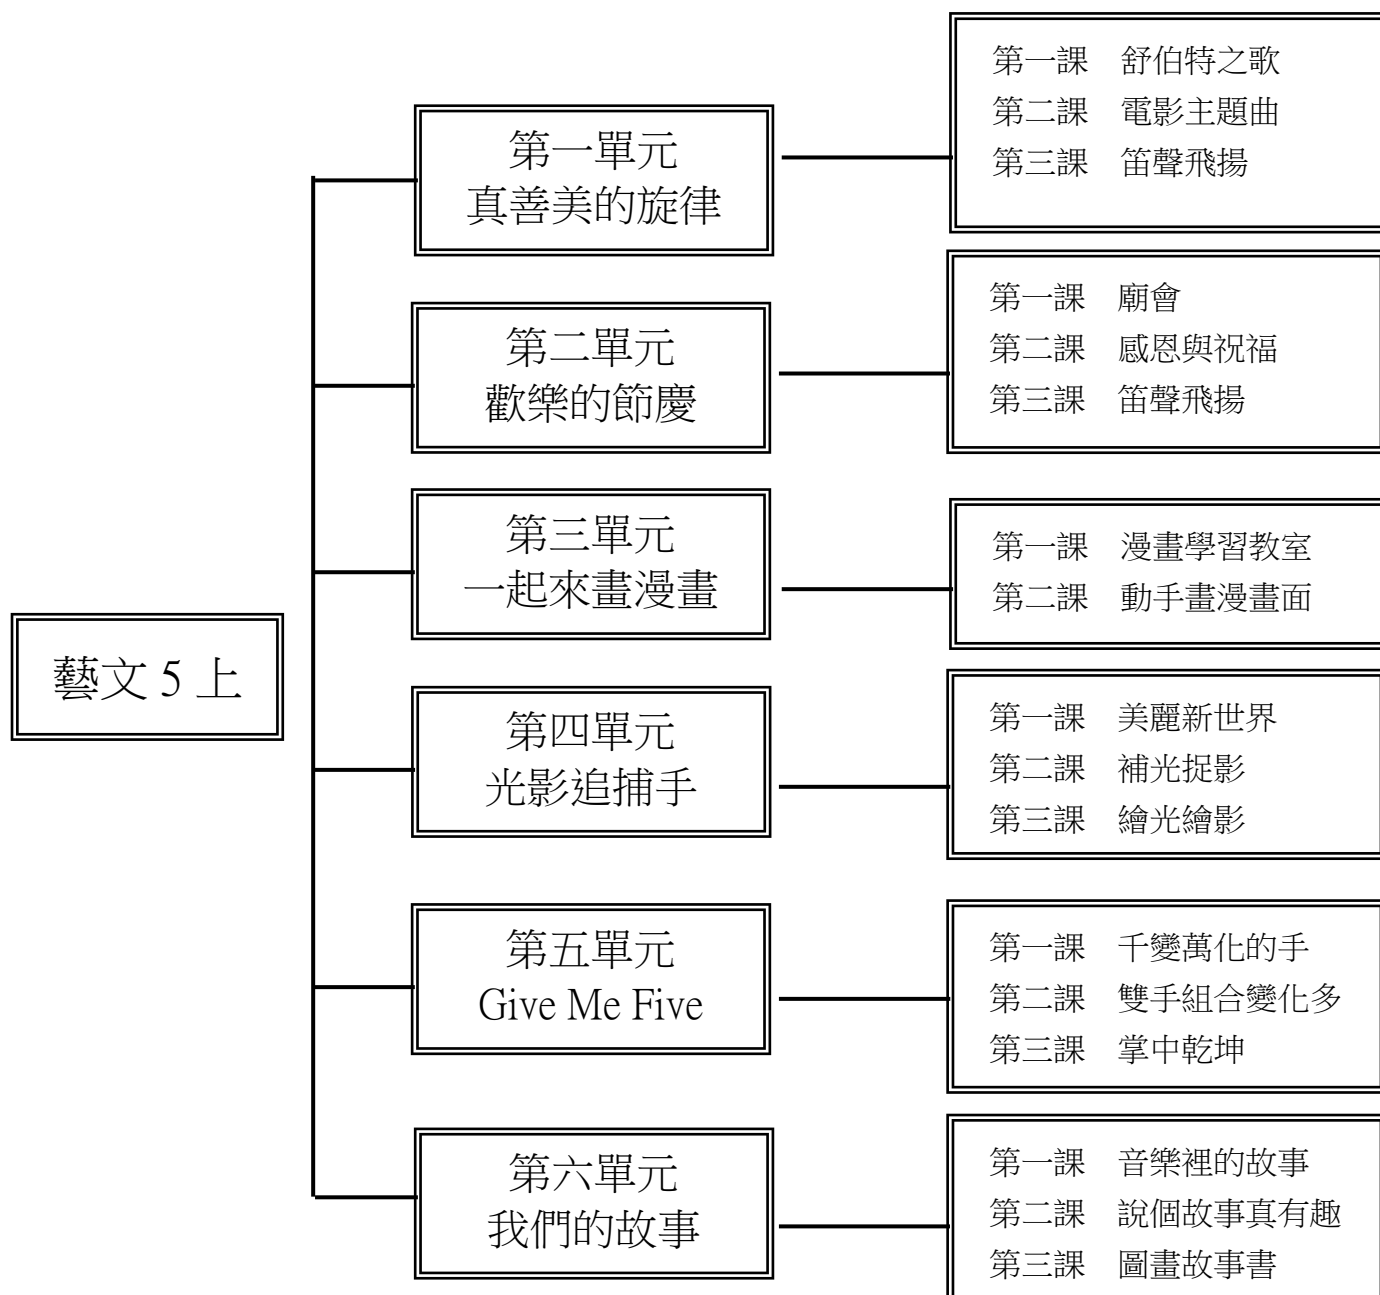 藝文 5 上
第一單元
真善美的旋律
第一課　舒伯特之歌
第二課　電影主題曲
第三課　笛聲飛揚
第二單元
歡樂的節慶
第一課　廟會
第二課　感恩與祝福
第三課　笛聲飛揚
第三單元
一起來畫漫畫
第一課　漫畫學習教室
第二課　動手畫漫畫面
第四單元
光影追捕手
第一課　美麗新世界
第二課　補光捉影
第三課　繪光繪影
第五單元
Give Me Five
第一課　千變萬化的手
第二課　雙手組合變化多
第三課　掌中乾坤
第六單元
我們的故事
第一課　音樂裡的故事
第二課　說個故事真有趣
第三課　圖畫故事書